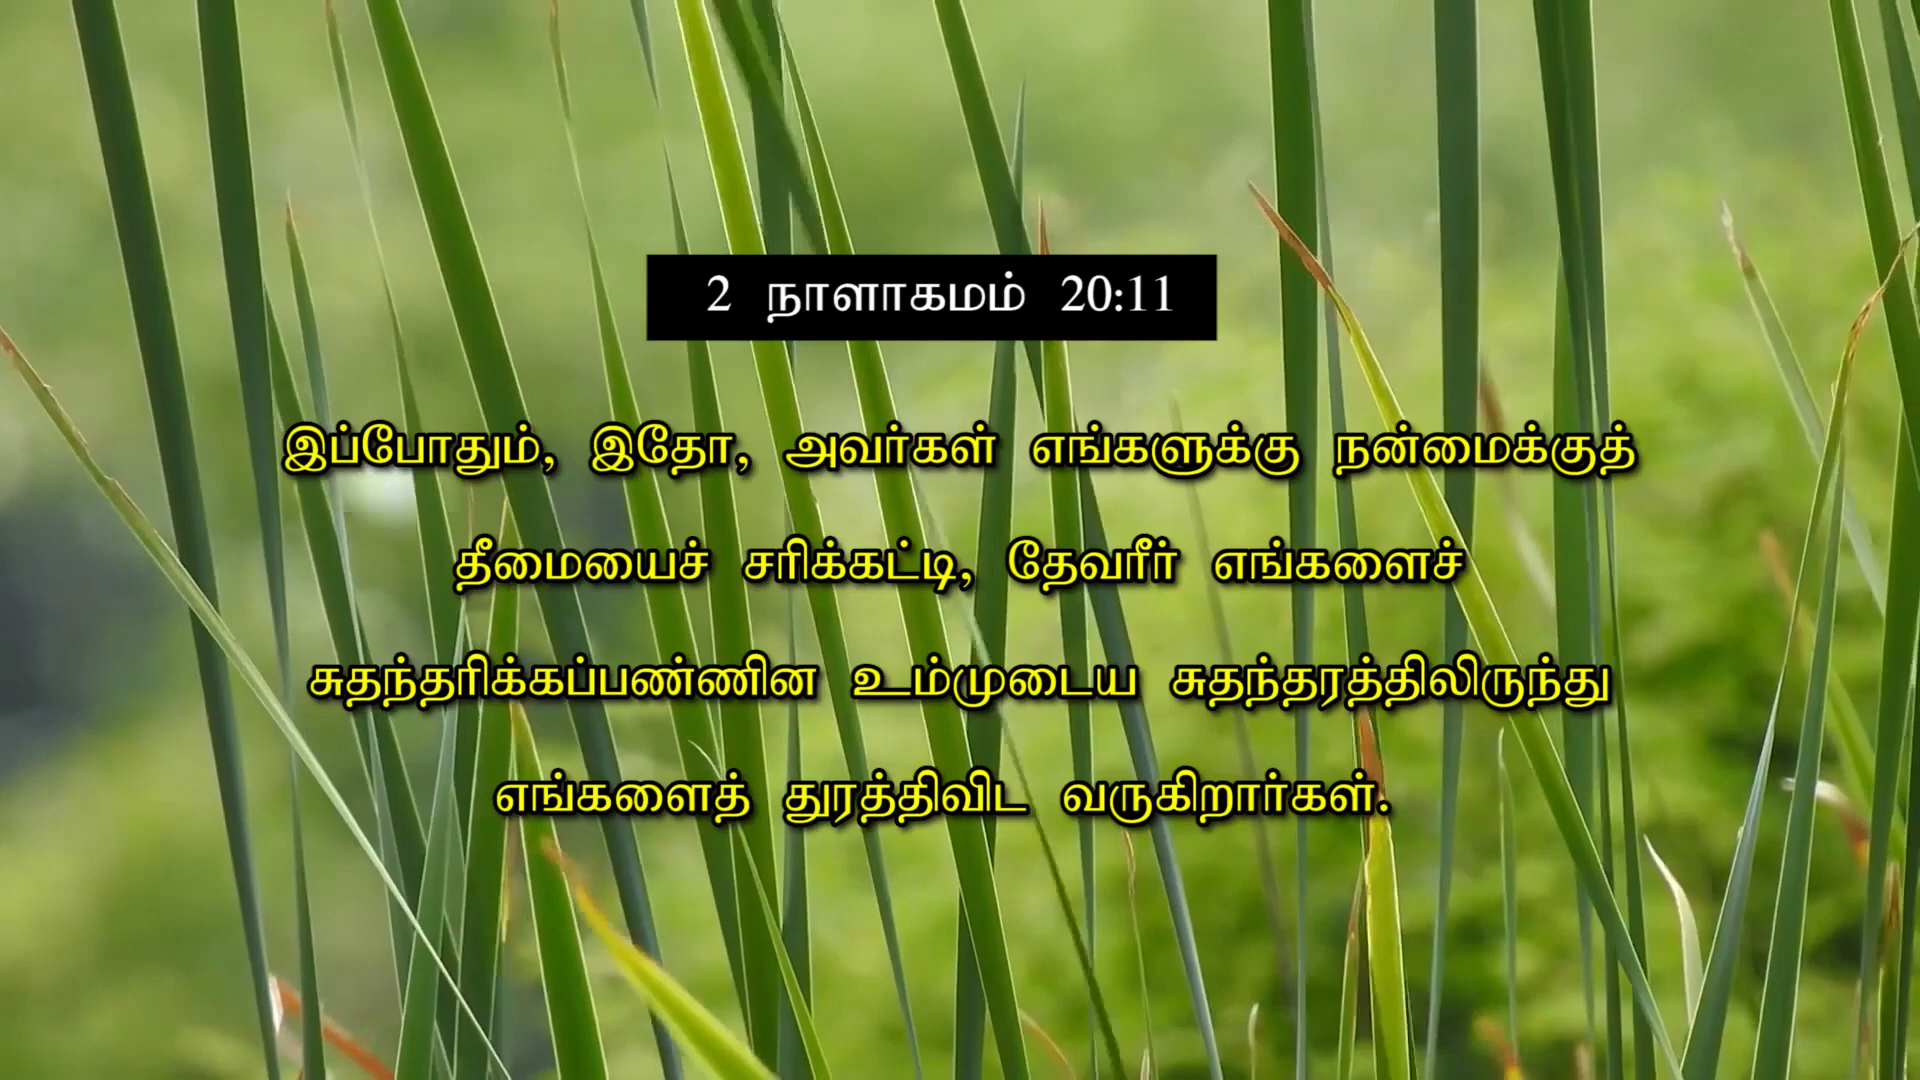 2 நாளாகமம் 20:11
இப்போதும், இதோ, அவர்கள் எங்களுக்கு நன்மைக்குத்
தீமையைச் சரிக்கட்டி, தேவரீர் எங்களைச்
சுதந்தரிக்கப்பண்ணின உம்முடைய சுதந்தரத்திலிருந்து
எங்களைத் துரத்திவிட வருகிறார்கள்.